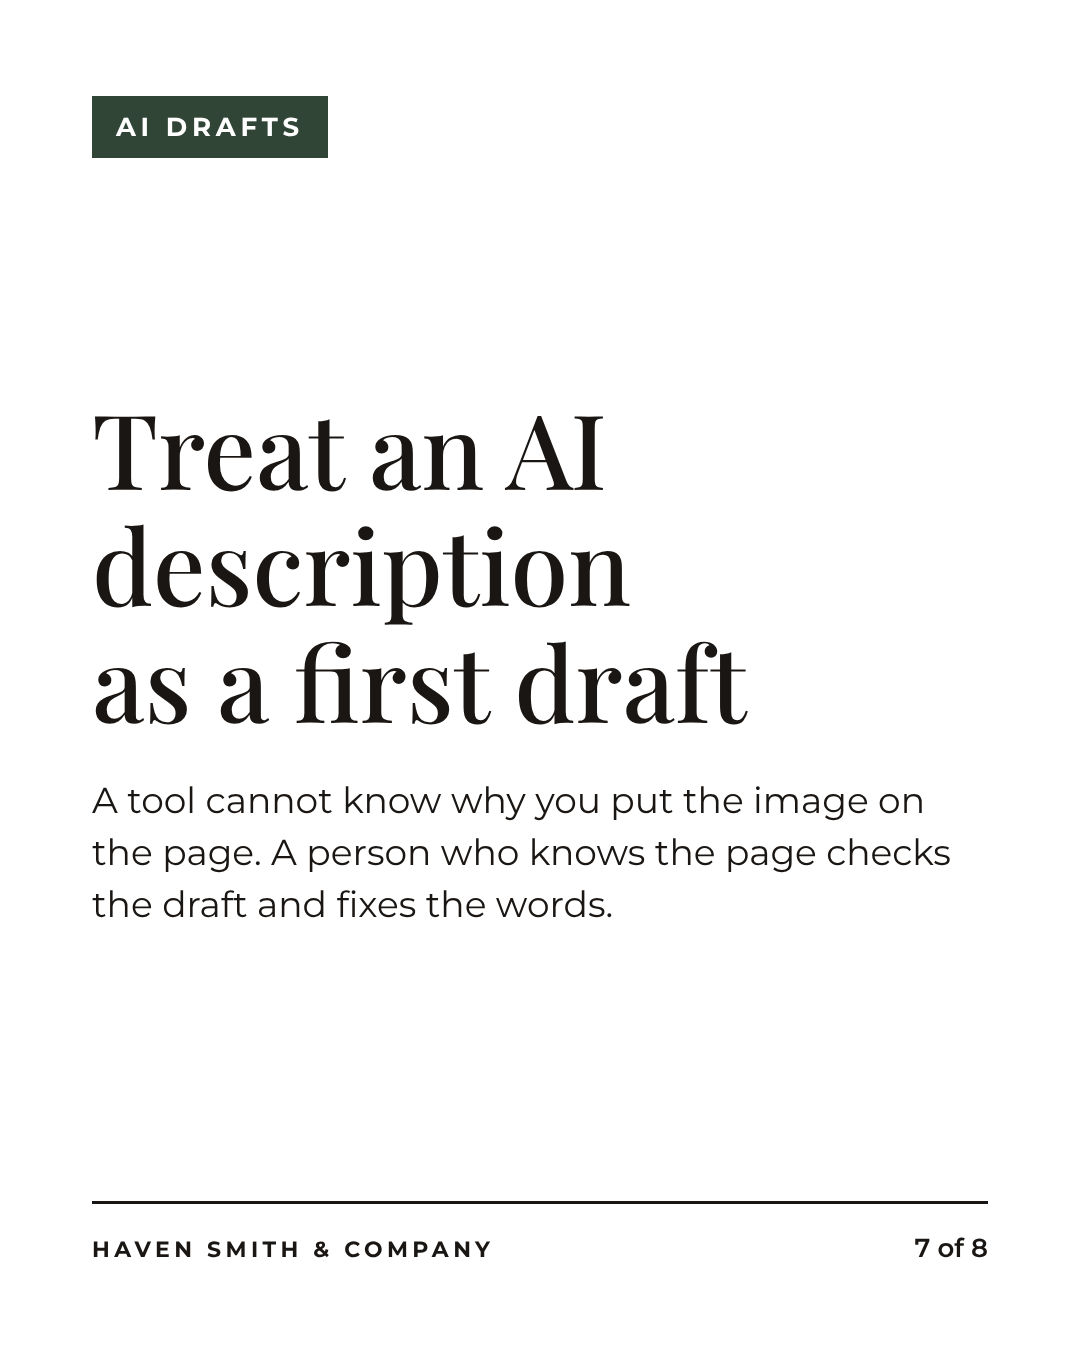 AI DRAFTS
Treat an AI
description
as a first draft
A tool cannot know why you put the image on
the page. A person who knows the page checks
the draft and fixes the words.
HAVEN SMITH & COMPANY
7 of 8